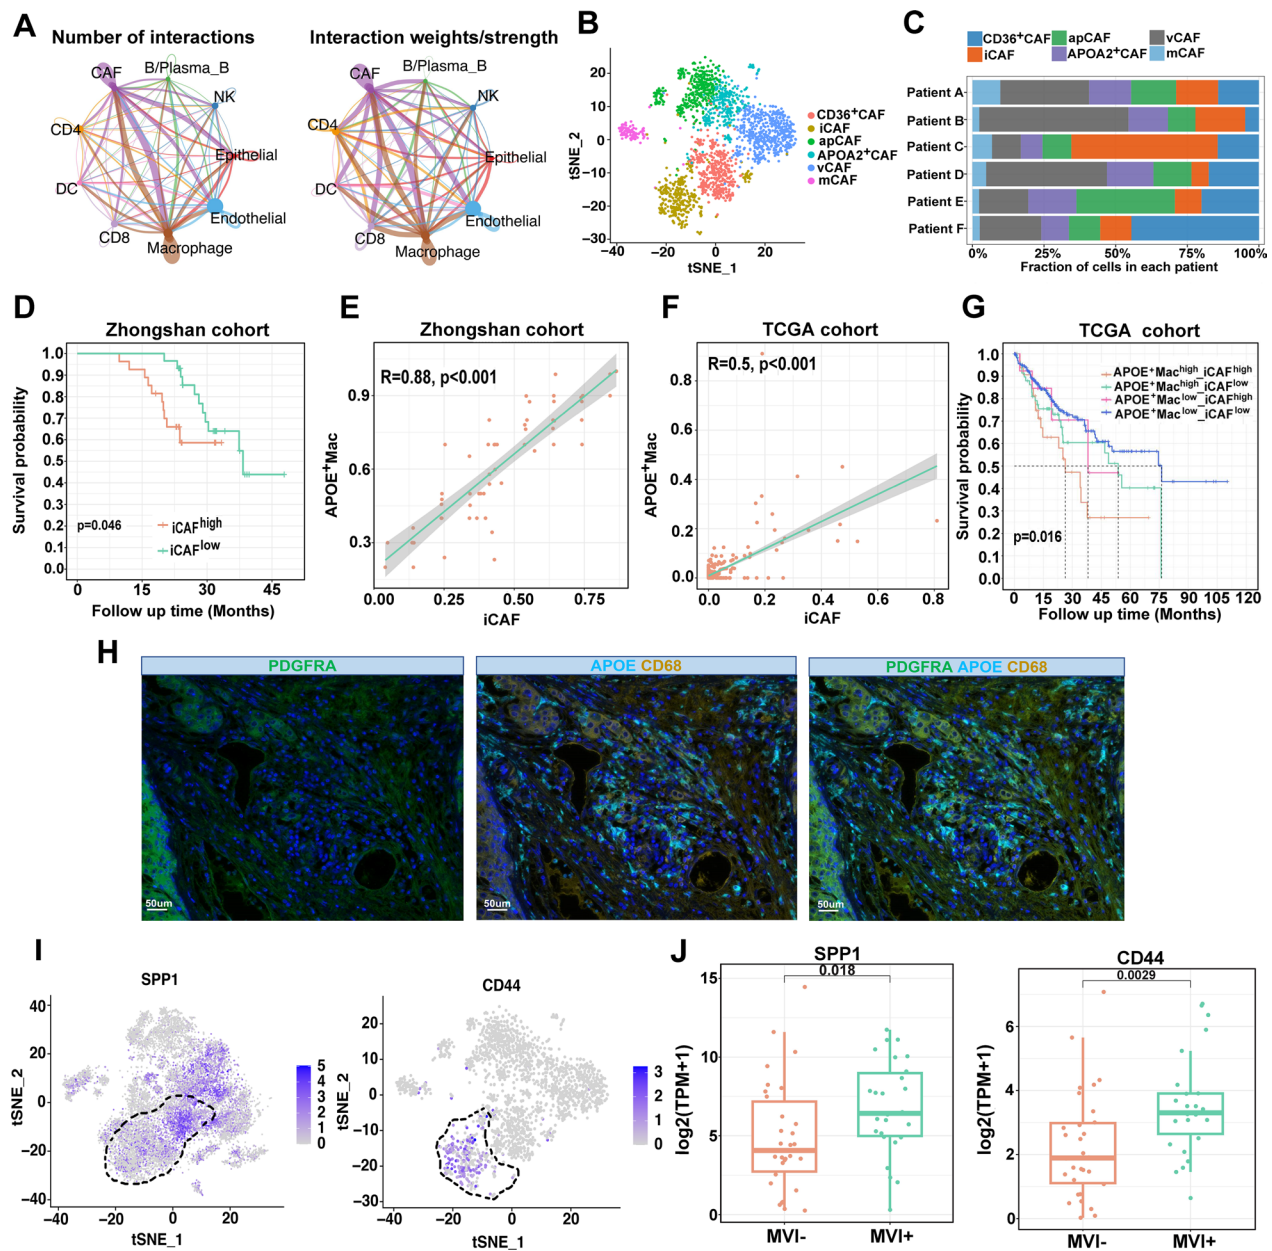 A
Number of interactions
Interaction weights/strength
CAF
B/Plasma_B
NK
CD4
Epithelial
DC
Endothelial
CD8
Macrophage
CAF
B/Plasma_B
NK
CD4
Epithelial
DC
Endothelial
CD8
Macrophage
B
tSNE_2
20
10
0
−10
−20
−30
−40
−20
0
20
tSNE_1
CD36+CAF
iCAF
apCAF
APOA2+CAF
vCAF
mCAF
C
CD36+CAF
apCAF
vCAF
iCAF
APOA2+CAF
mCAF
Patient A
Patient B
Patient C
Patient D
Patient E
Patient F
0%
25%
50%
75%
100%
Fraction of cells in each patient
D
Zhongshan cohort
Survival probability
1.0
0.9
0.8
0.7
0.6
0.5
0.4
0.3
0.2
0.1
0.0
p=0.046
iCAFhigh
iCAFlow
0
15
30
45
Follow up time (Months)
E
Zhongshan cohort
R=0.88, p<0.001
APOE+Mac
0.9
0.6
0.3
0.00
0.25
0.50
0.75
iCAF
F
TCGA cohort
R=0.5, p<0.001
APOE+Mac
0.8
0.6
0.4
0.2
0.0
0.0
0.2
0.4
0.6
0.8
iCAF
G
TCGA cohort
Survival probability
1.0
0.9
0.8
0.7
0.6
0.5
0.4
0.3
0.2
0.1
0.0
APOE+Machigh_iCAFhigh
APOE+Machigh_iCAFlow
APOE+Maclow_iCAFhigh
APOE+Maclow_iCAFlow
p=0.016
0
15
30
45
60
75
90
105
120
Follow up time (Months)
H
PDGFRA
APOE CD68
PDGFRA APOE CD68
50um
50um
50um
I
SPP1
tSNE_2
40
20
0
−20
−40
−40
−20
0
20
tSNE_1
5
4
3
2
1
0
CD44
tSNE_2
20
10
0
−10
−20
−30
−40
−20
0
20
tSNE_1
3
2
1
0
J
SPP1
0.018
log2(TPM+1)
15
10
5
0
MVI-
MVI+
CD44
0.0029
log2(TPM+1)
6
4
2
0
MVI-
MVI+